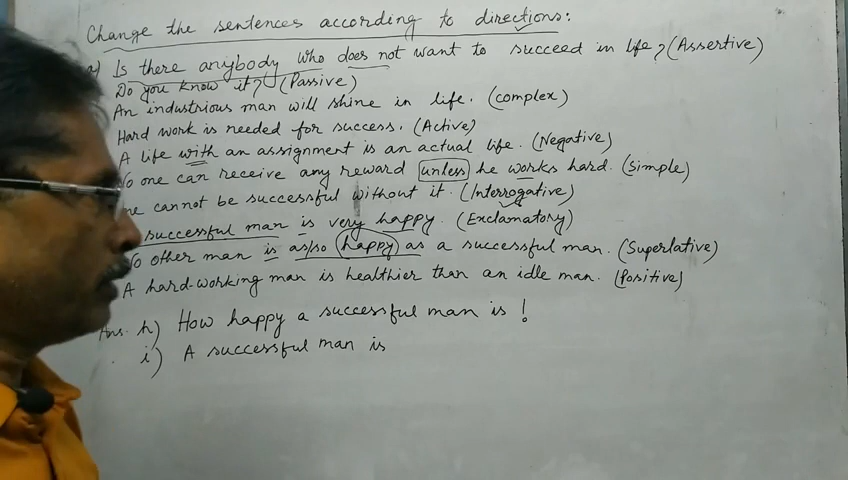 Change the sentences according to directions:
a) Is there anybody who does not want to succeed in life? (Assertive)
Do you know it? (Passive)
An industrious man will shine in life. (complex)
Hard work is needed for success. (Active)
A life with an assignment is an actual life. (Negative)
No one can receive any reward unless he works hard. (Simple)
cannot be successful without it. (Interrogative)
successful man is very happy. (Exclamatory)
No other man is as/so happy as a successful man. (Superlative)
A hard-working man is healthier than an idle man. (Positive)
Ans. h) How happy a successful man is!
i) A successful man is